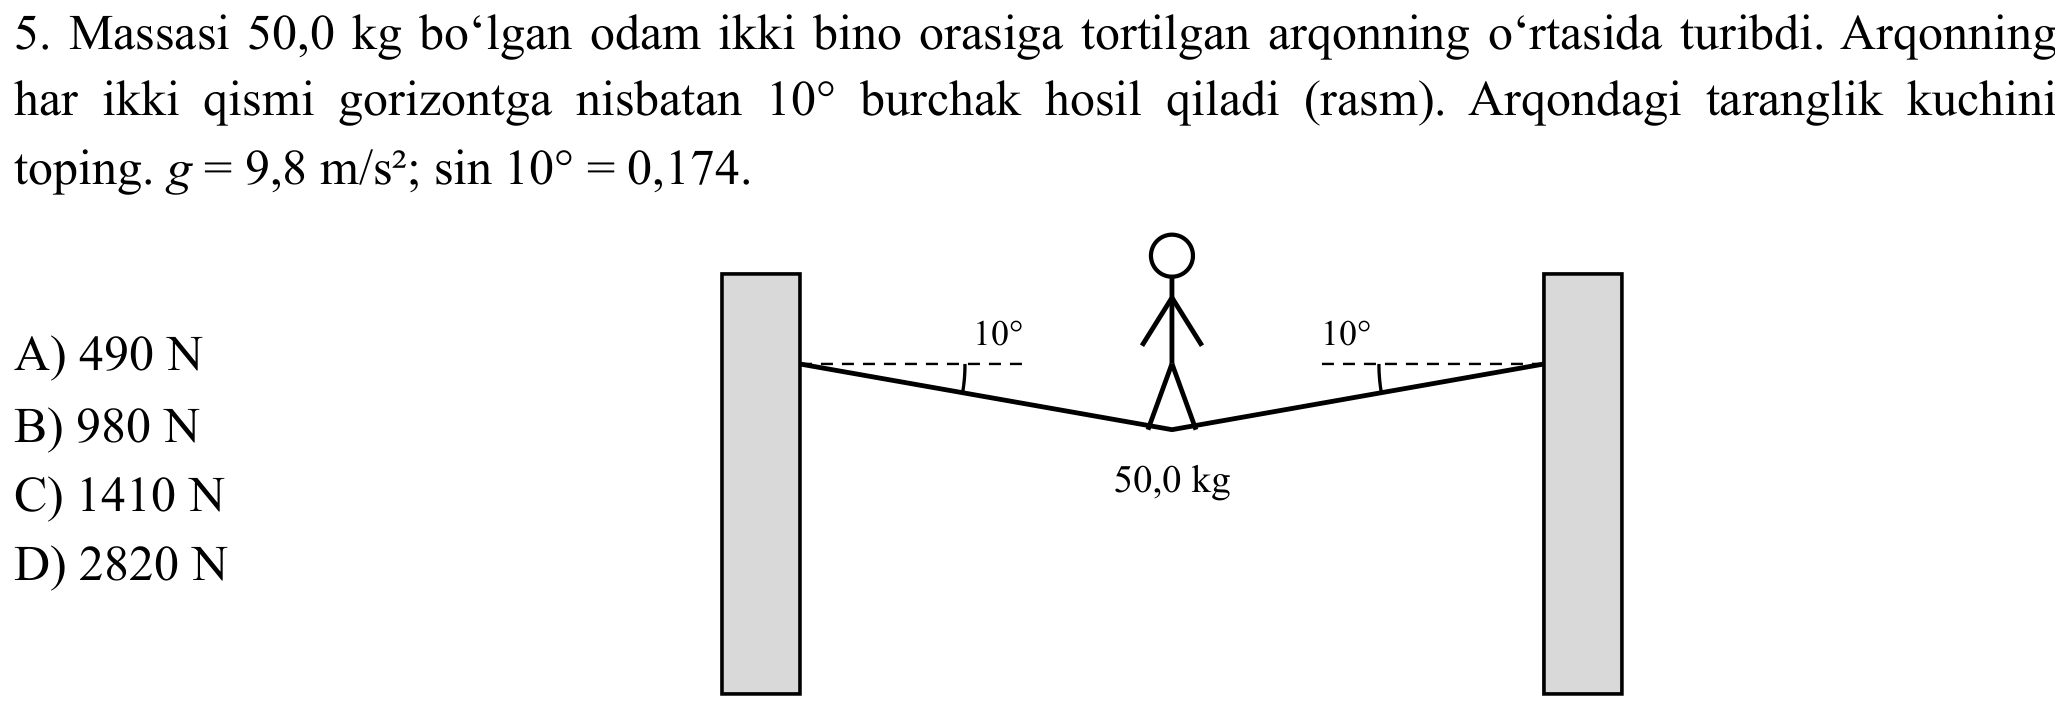 5. Massasi 50,0 kg bo‘lgan odam ikki bino orasiga tortilgan arqonning o‘rtasida turibdi. Arqonning
har ikki qismi gorizontga nisbatan 10° burchak hosil qiladi (rasm). Arqondagi taranglik kuchini
toping. g = 9,8 m/s²; sin 10° = 0,174.
A) 490 N
B) 980 N
C) 1410 N
D) 2820 N
10°
10°
50,0 kg